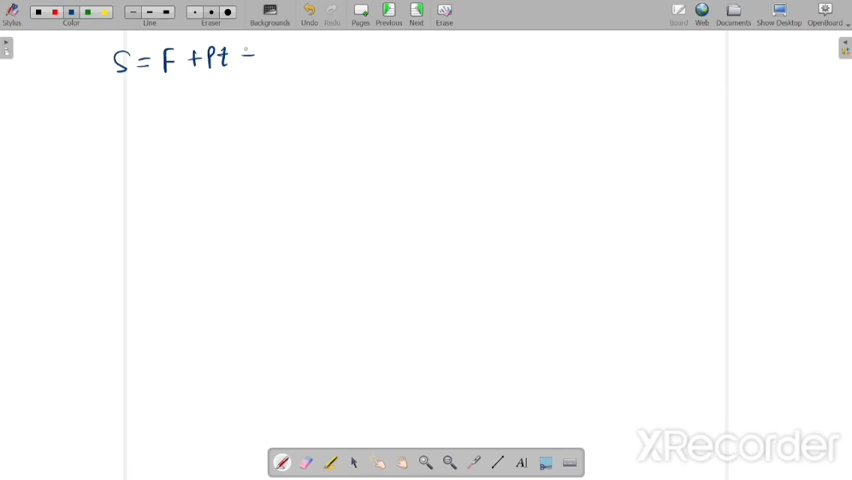 Stylus
Color
Line
Eraser
Backgrounds
Undo
Redo
Pages
Previous
Next
Erase
Board
Web
Documents
Show Desktop
OpenBoard
S = F + Pt -
XRecorder